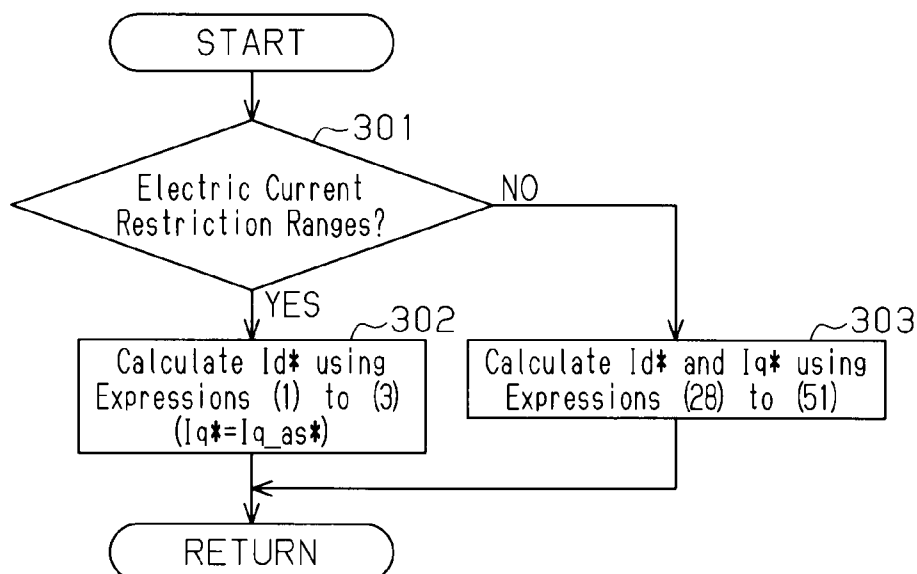 START
301
Electric Current
Restriction Ranges?
NO
YES
302
303
Calculate Id* using
Expressions (1) to (3)
(Iq*=Iq_as*)
Calculate Id* and Iq* using
Expressions (28) to (51)
RETURN